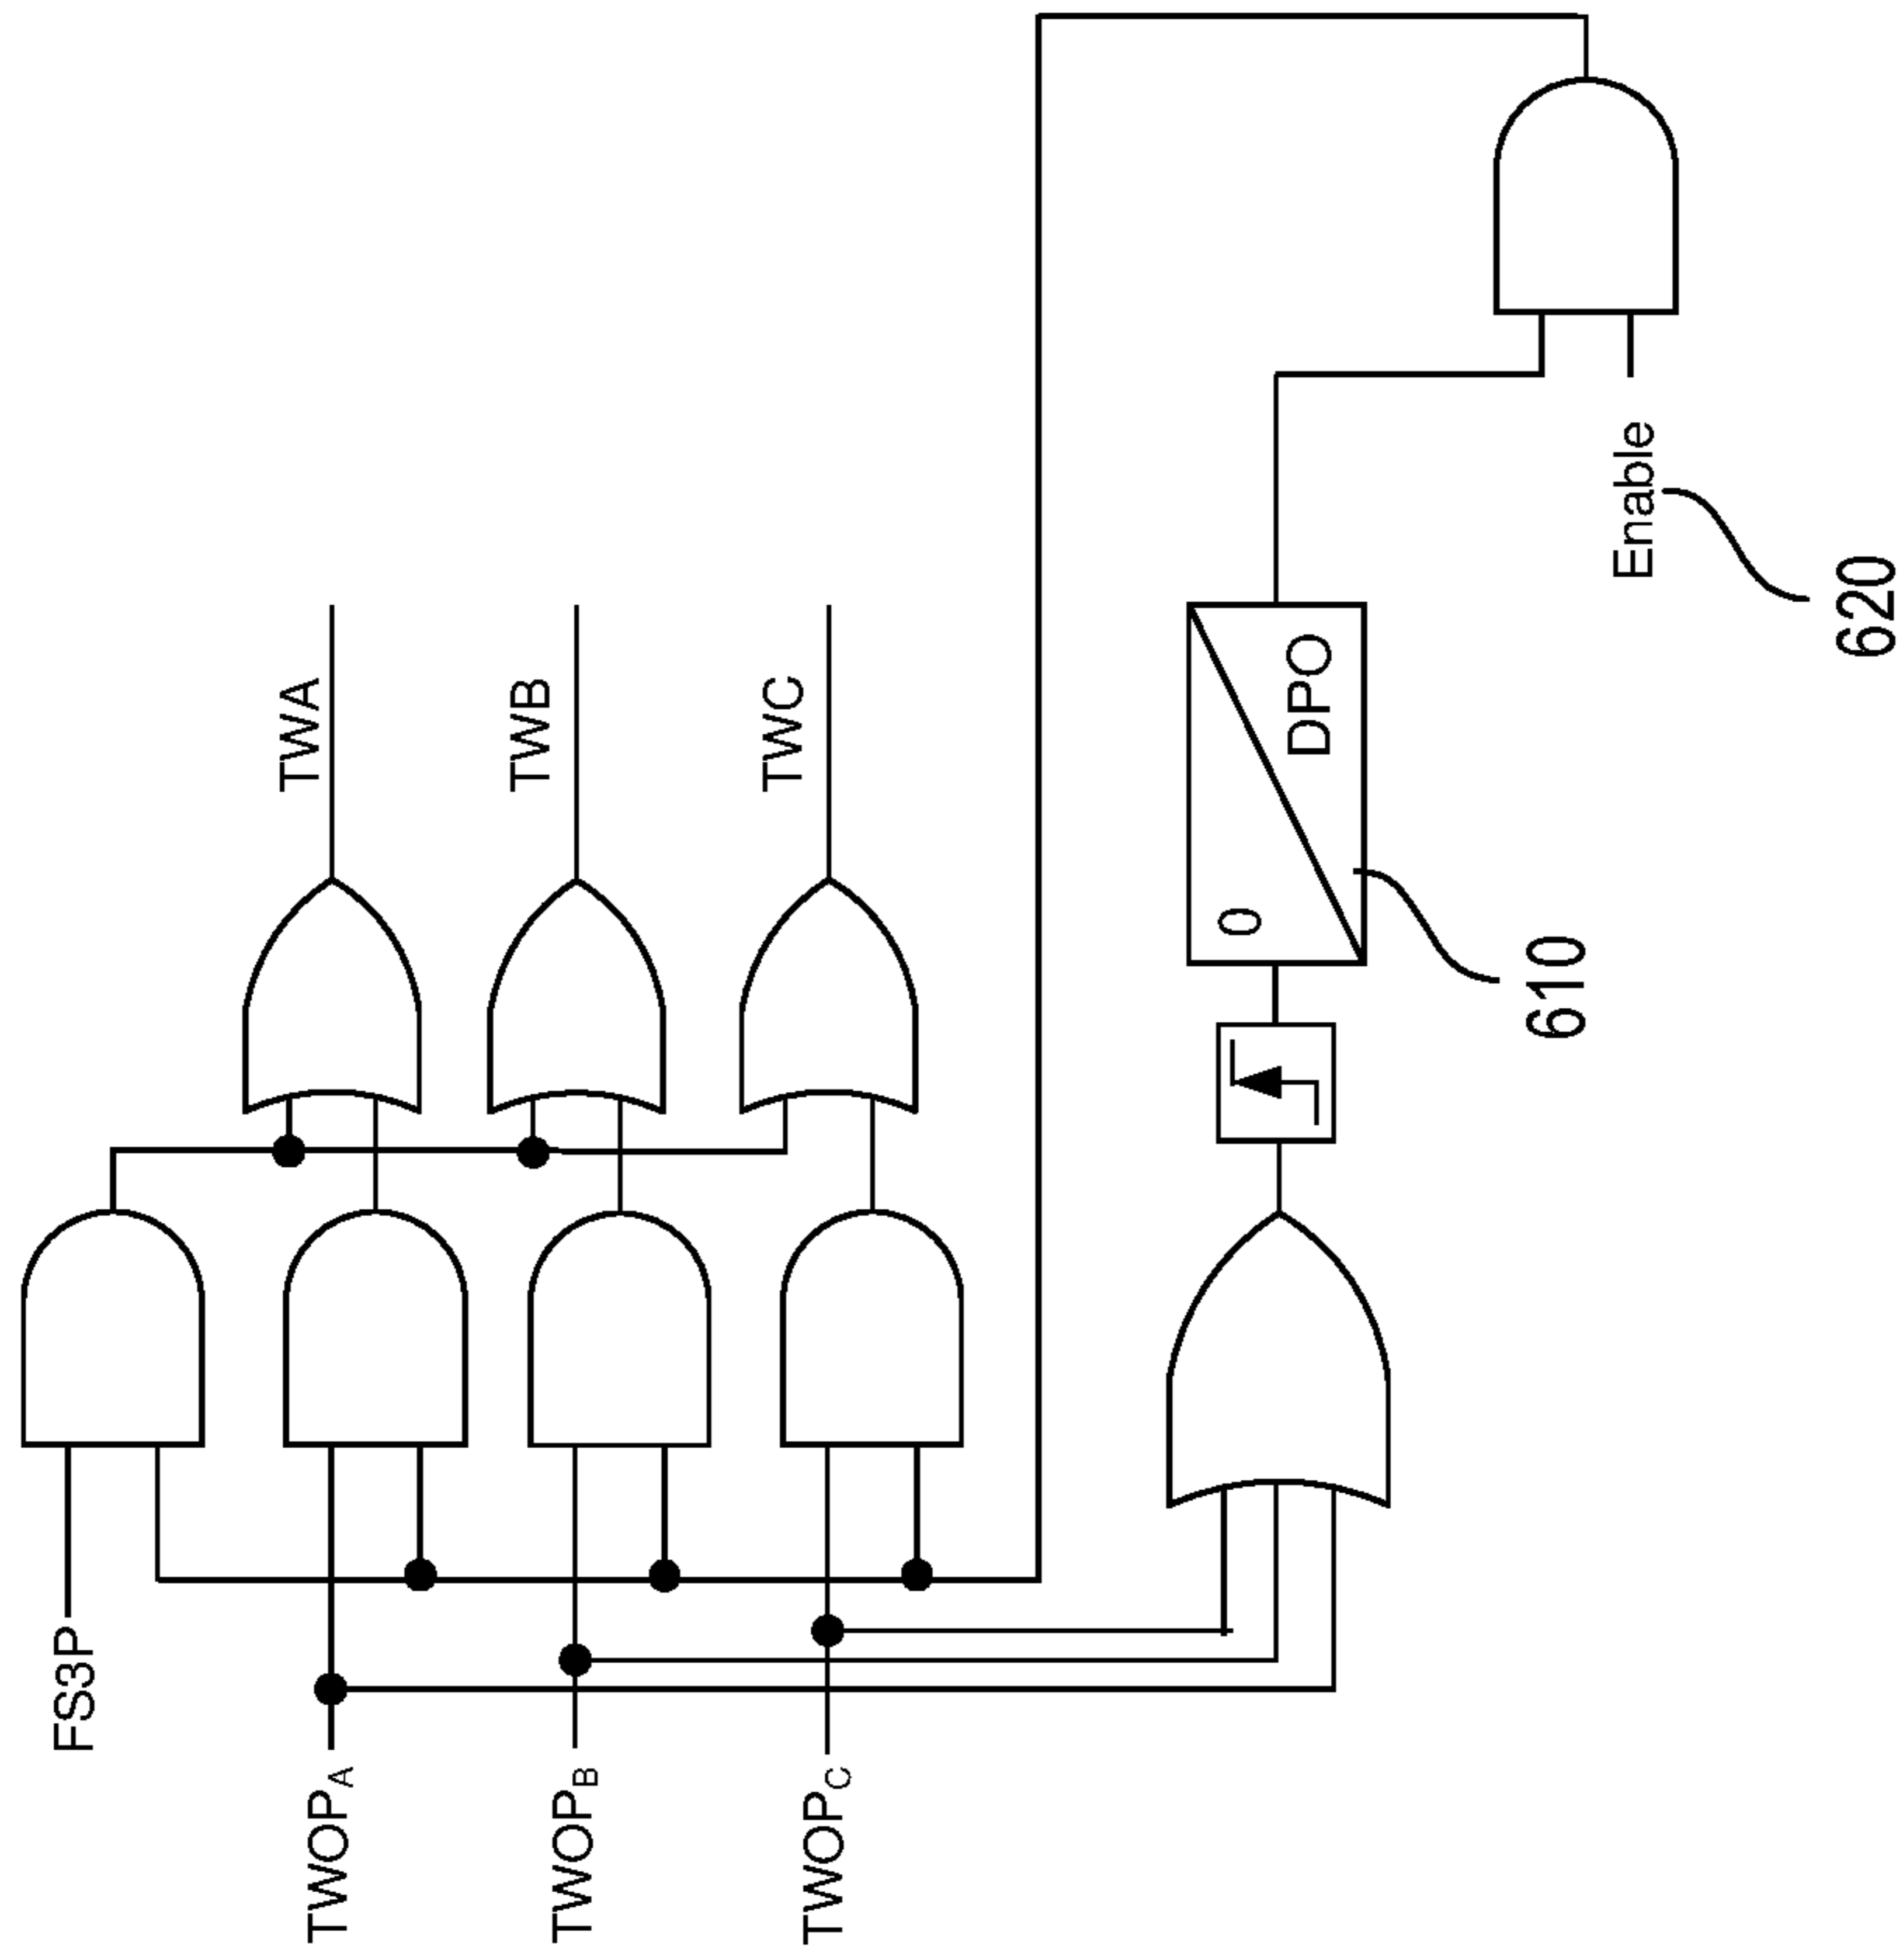 FS3P
TWOPA
TWOPB
TWOPC
TWA
TWB
TWC
0
DPO
610
Enable
620